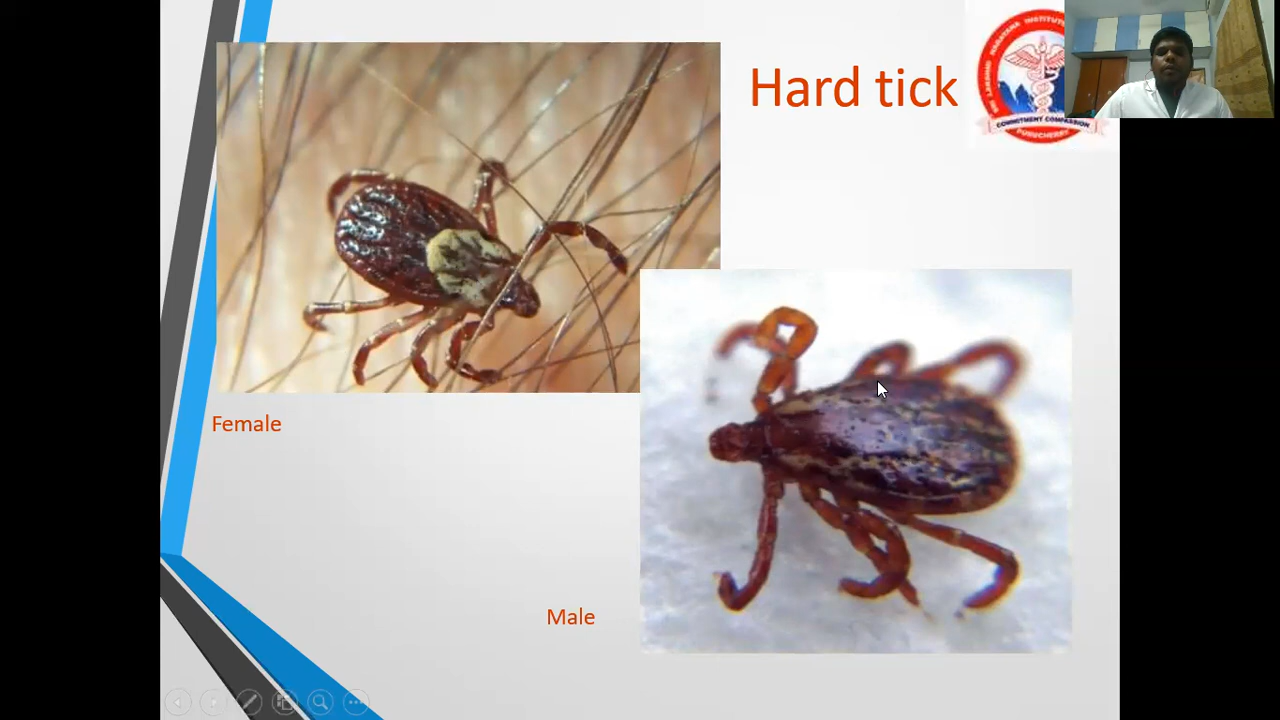 Hard tick
COMMITMENT COMPASSION
PUDUCHERRY
Female
Male